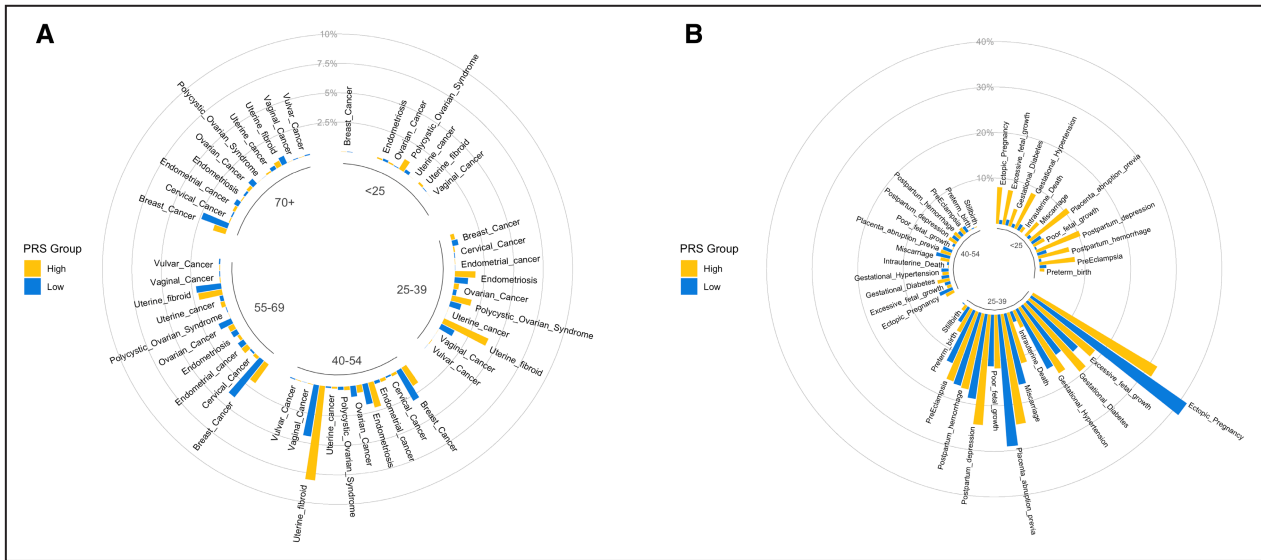 A
10%
7.5%
5%
2.5%
Breast_Cancer
Endometriosis
Ovarian_Cancer
Polycystic_Ovarian_Syndrome
Uterine_cancer
Uterine_fibroid
Vaginal_Cancer
<25
Breast_Cancer
Cervical_Cancer
Endometrial_cancer
Endometriosis
Ovarian_Cancer
Polycystic_Ovarian_Syndrome
Uterine_cancer
Uterine_fibroid
Vaginal_Cancer
Vulvar_Cancer
25-39
Breast_Cancer
Cervical_Cancer
Endometrial_cancer
Endometriosis
Ovarian_Cancer
Polycystic_Ovarian_Syndrome
Uterine_cancer
Uterine_fibroid
Vaginal_Cancer
Vulvar_Cancer
40-54
Breast_Cancer
Cervical_Cancer
Endometrial_cancer
Endometriosis
Ovarian_Cancer
Polycystic_Ovarian_Syndrome
Uterine_cancer
Uterine_fibroid
Vaginal_Cancer
Vulvar_Cancer
55-69
Breast_Cancer
Cervical_Cancer
Endometrial_cancer
Endometriosis
Ovarian_Cancer
Polycystic_Ovarian_Syndrome
Uterine_cancer
Uterine_fibroid
Vaginal_Cancer
Vulvar_Cancer
70+
PRS Group
High
Low
B
40%
30%
20%
10%
Ectopic_Pregnancy
Excessive_fetal_growth
Gestational_Diabetes
Gestational_Hypertension
Intrauterine_Death
Miscarriage
Placenta_abruption_previa
Poor_fetal_growth
Postpartum_depression
Postpartum_hemorrhage
PreEclampsia
Preterm_birth
<25
Ectopic_Pregnancy
Excessive_fetal_growth
Gestational_Diabetes
Gestational_Hypertension
Intrauterine_Death
Miscarriage
Placenta_abruption_previa
Poor_fetal_growth
Postpartum_depression
Postpartum_hemorrhage
PreEclampsia
Preterm_birth
Stillbirth
25-39
Ectopic_Pregnancy
Excessive_fetal_growth
Gestational_Diabetes
Gestational_Hypertension
Intrauterine_Death
Miscarriage
Placenta_abruption_previa
Poor_fetal_growth
Postpartum_depression
Postpartum_hemorrhage
PreEclampsia
Preterm_birth
Stillbirth
40-54
PRS Group
High
Low